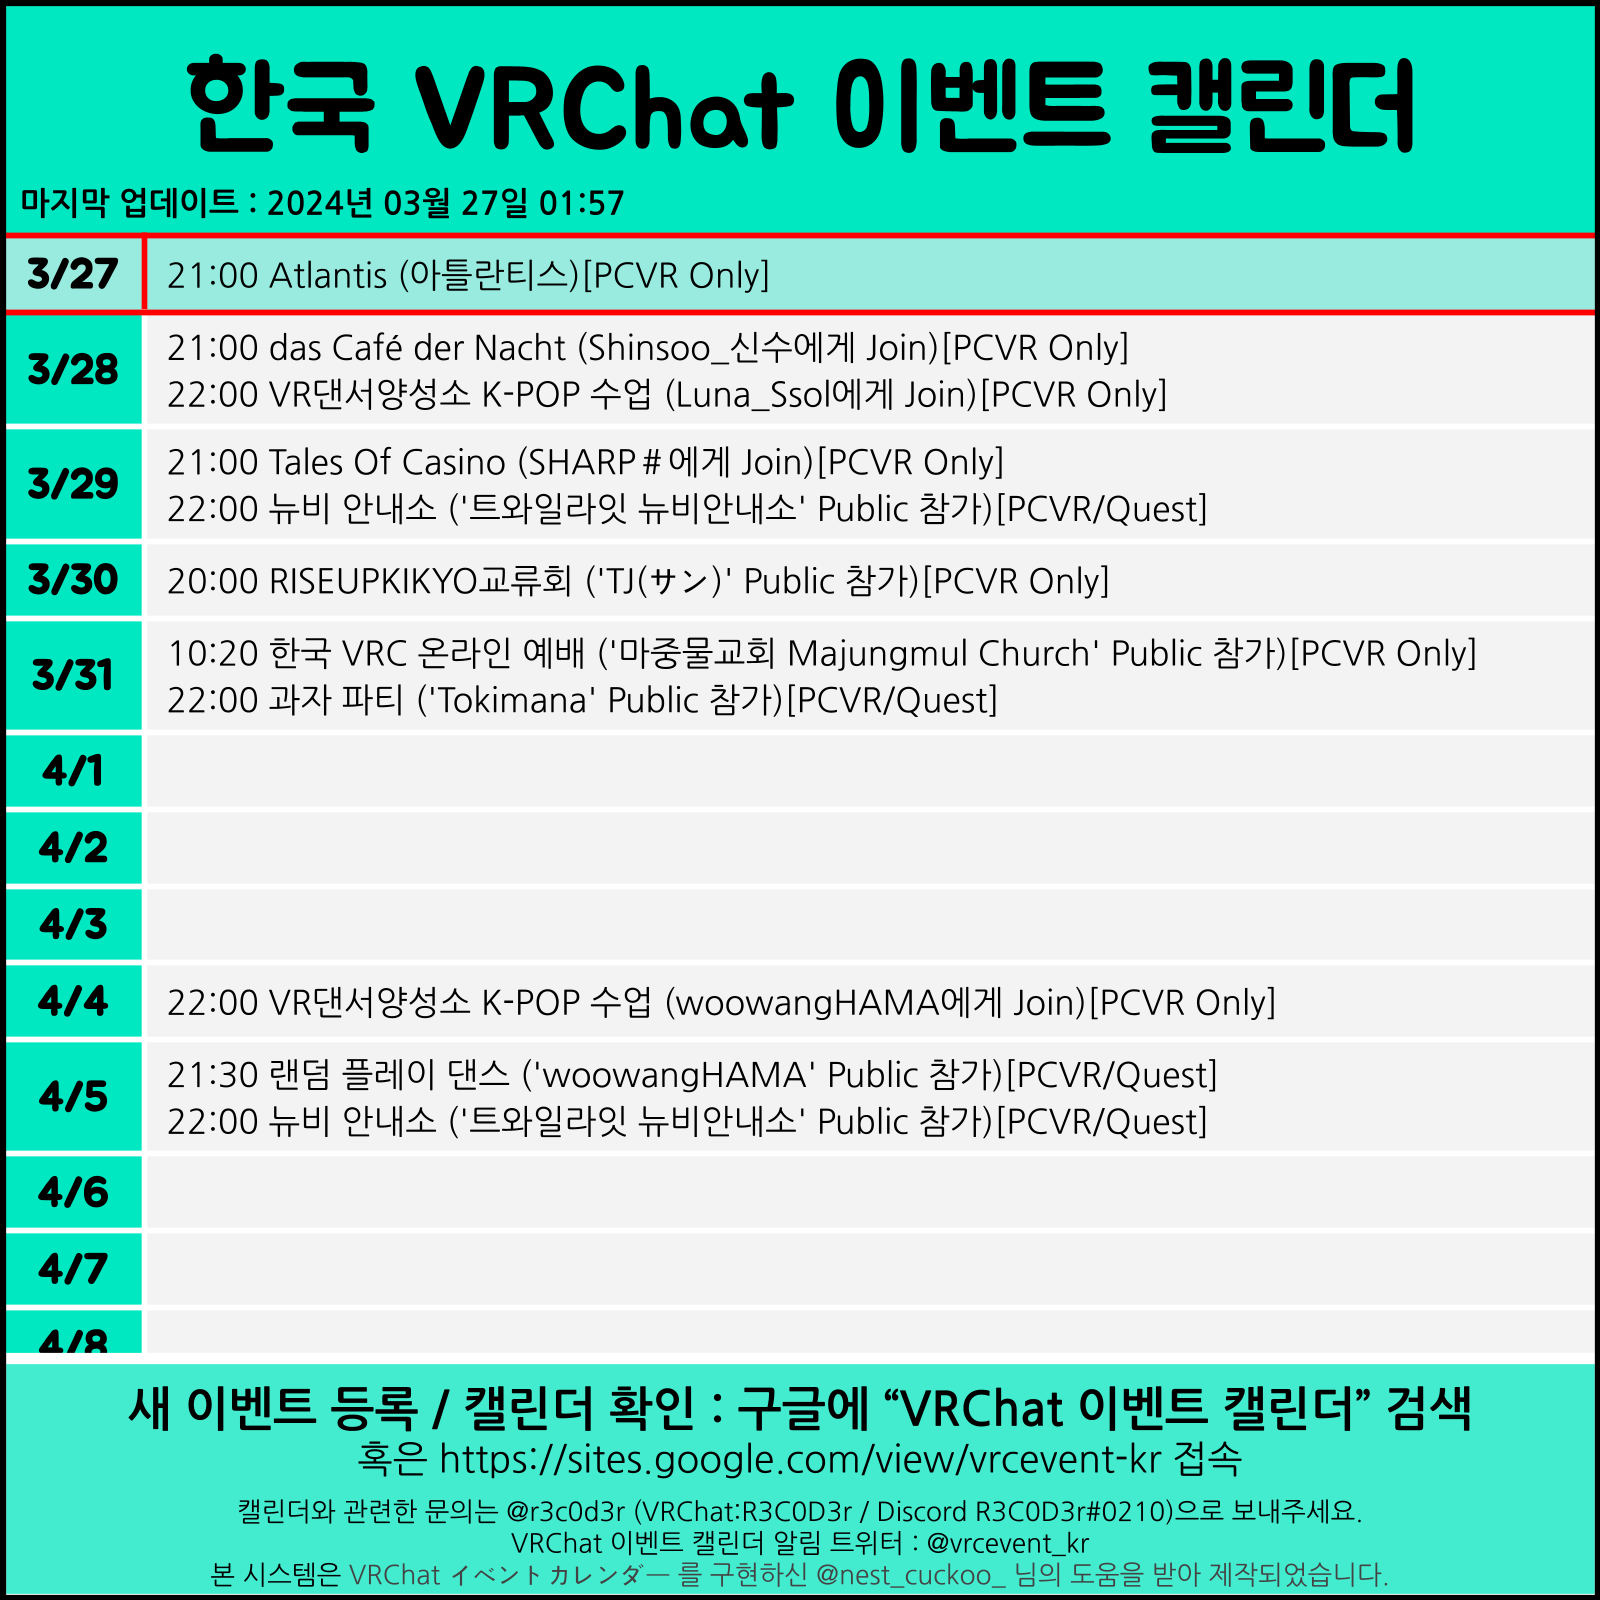 한국 VRChat 이벤트 캘린더
마지막 업데이트 : 2024년 03월 27일 01:57
3/27
21:00 Atlantis (아틀란티스)[PCVR Only]
3/28
21:00 das Café der Nacht (Shinsoo_신수에게 Join)[PCVR Only]
22:00 VR댄서양성소 K-POP 수업 (Luna_Ssol에게 Join)[PCVR Only]
3/29
21:00 Tales Of Casino (SHARP＃에게 Join)[PCVR Only]
22:00 뉴비 안내소 ('트와일라잇 뉴비안내소' Public 참가)[PCVR/Quest]
3/30
20:00 RISEUPKIKYO교류회 ('TJ(サン)' Public 참가)[PCVR Only]
3/31
10:20 한국 VRC 온라인 예배 ('마중물교회 Majungmul Church' Public 참가)[PCVR Only]
22:00 과자 파티 ('Tokimana' Public 참가)[PCVR/Quest]
4/1
4/2
4/3
4/4
22:00 VR댄서양성소 K-POP 수업 (woowangHAMA에게 Join)[PCVR Only]
4/5
21:30 랜덤 플레이 댄스 ('woowangHAMA' Public 참가)[PCVR/Quest]
22:00 뉴비 안내소 ('트와일라잇 뉴비안내소' Public 참가)[PCVR/Quest]
4/6
4/7
4/8
새 이벤트 등록 / 캘린더 확인 : 구글에 “VRChat 이벤트 캘린더” 검색
혹은 https://sites.google.com/view/vrcevent-kr 접속
캘린더와 관련한 문의는 @r3c0d3r (VRChat:R3C0D3r / Discord R3C0D3r#0210)으로 보내주세요.
VRChat 이벤트 캘린더 알림 트위터 : @vrcevent_kr
본 시스템은 VRChat イベントカレンダー 를 구현하신 @nest_cuckoo_ 님의 도움을 받아 제작되었습니다.